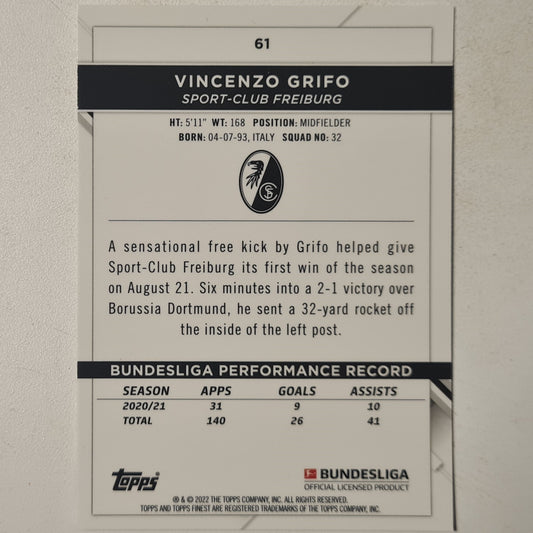 61
VINCENZO GRIFO
SPORT-CLUB FREIBURG
HT: 5'11" WT: 168 POSITION: MIDFIELDER
BORN: 04-07-93, ITALY SQUAD NO: 32
A sensational free kick by Grifo helped give
Sport-Club Freiburg its first win of the season
on August 21. Six minutes into a 2-1 victory over
Borussia Dortmund, he sent a 32-yard rocket off
the inside of the left post.
BUNDESLIGA PERFORMANCE RECORD
SEASON APPS GOALS ASSISTS
2020/21 31 9 10
TOTAL 140 26 41
Topps
BUNDESLIGA
OFFICIAL LICENSED PRODUCT
® & © 2022 THE TOPPS COMPANY, INC. ALL RIGHTS RESERVED.
TOPPS AND TOPPS FINEST ARE REGISTERED TRADEMARKS OF THE TOPPS COMPANY, INC.